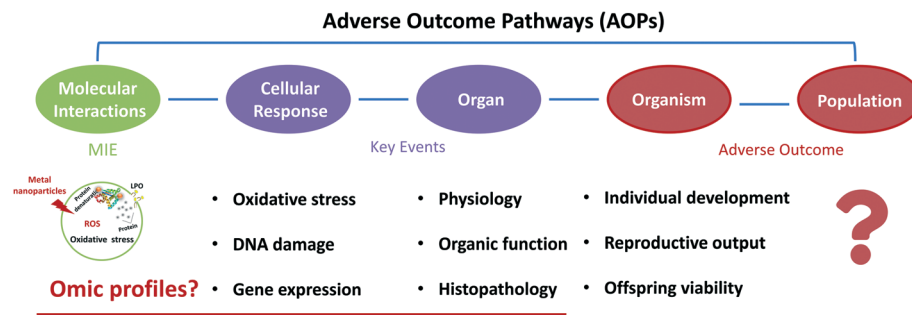 Adverse Outcome Pathways (AOPs)
Molecular
Interactions
Cellular
Response
Organ
Organism
Population
MIE
Key Events
Adverse Outcome
Metal
nanoparticles
Protein
denaturation
LPO
ROS
Protein
Oxidative stress
Omic profiles?
• Oxidative stress
• DNA damage
• Gene expression
• Physiology
• Organic function
• Histopathology
• Individual development
• Reproductive output
• Offspring viability
?